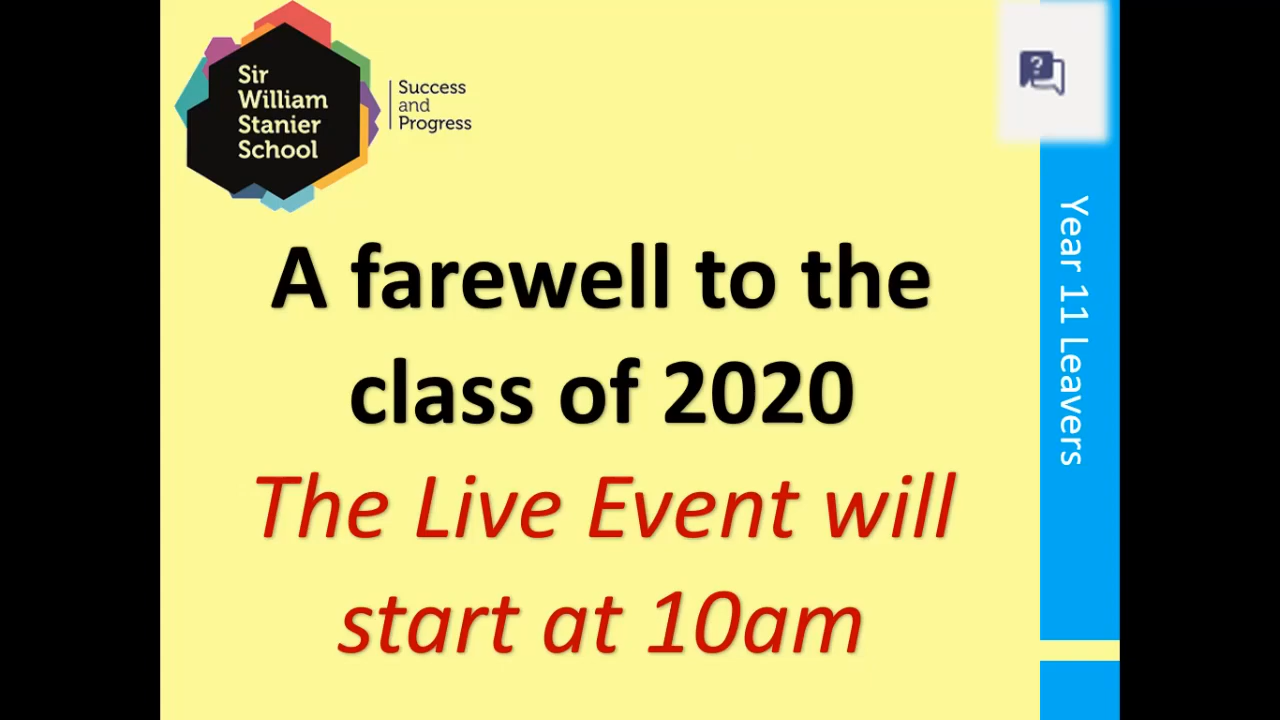 Sir
William
Stanier
School
Success
and
Progress
?
A farewell to the
class of 2020
The Live Event will
start at 10am
Year 11 Leavers